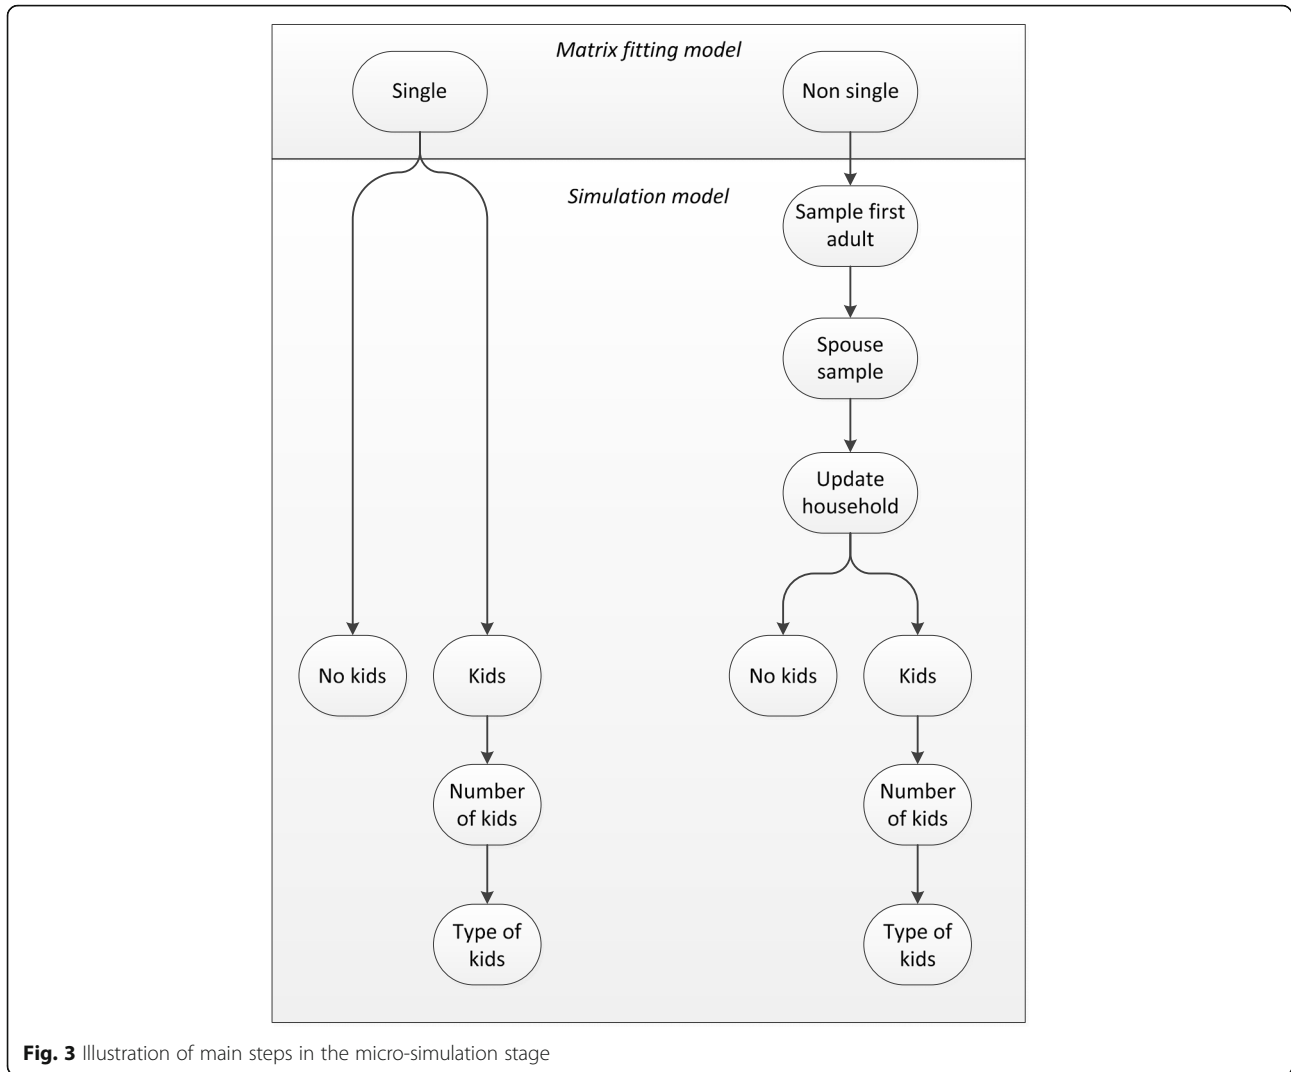 Matrix fitting model
Single
Non single
Simulation model
Sample first
adult
Spouse
sample
Update
household
No kids
Kids
No kids
Kids
Number
of kids
Number
of kids
Type of
kids
Type of
kids
Fig. 3 Illustration of main steps in the micro-simulation stage